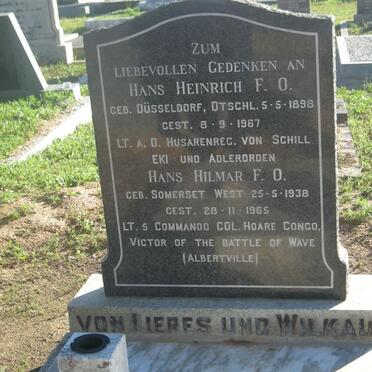 ZUM
LIEBEVOLLEN GEDENKEN AN
HANS HEINRICH F. O.
GEB. DÜSSELDORF, DTSCHL. 5-5-1898
GEST. 8-9-1967
LT. A. D. HUSARENREG. VON SCHILL
EKI UND ADLERORDEN
HANS HILMAR F. O.
GEB. SOMERSET WEST 25-5-1938
GEST. 28-11-1965
LT. 5 COMMANDO COL. HOARE CONGO,
VICTOR OF THE BATTLE OF WAVE
(ALBERTVILLE)
VON LIERES UND WILKAU